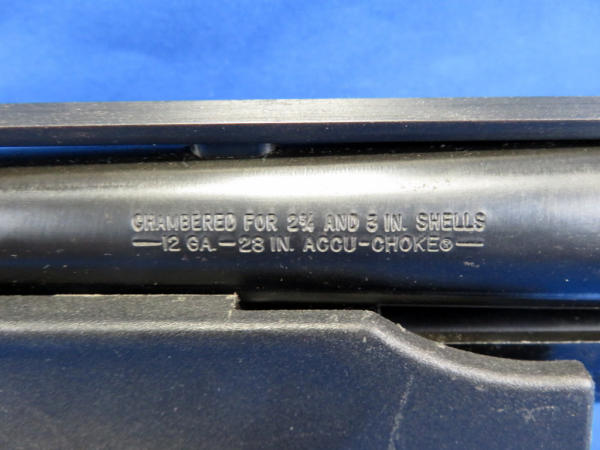 CHAMBERED FOR 2¾ AND 3 IN. SHELLS
—12 GA.—28 IN. ACCU-CHOKE®—